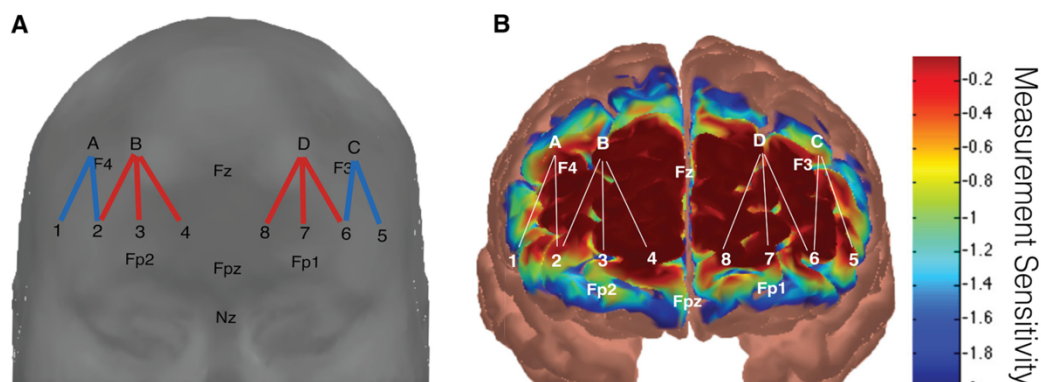 A
A B D C
F4 Fz F3
1 2 3 4 8 7 6 5
Fp2 Fpz Fp1
Nz
B
A B D C
F4 Fz F3
1 2 3 4 8 7 6 5
Fp2 Fpz Fp1
-0.2
-0.4
-0.6
-0.8
-1
-1.2
-1.4
-1.6
-1.8
Measurement Sensitivity